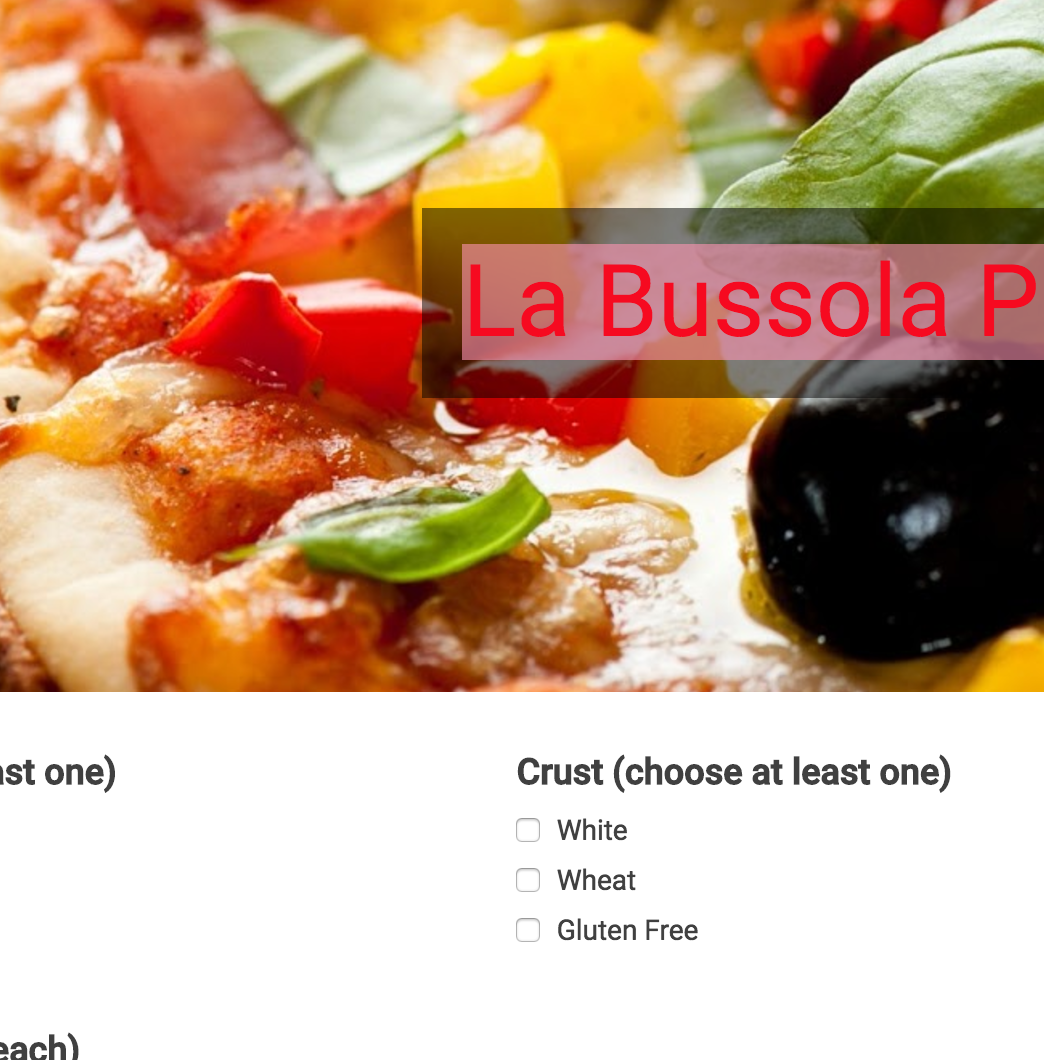 La Bussola P
ast one)
Crust (choose at least one)
White
Wheat
Gluten Free
each)